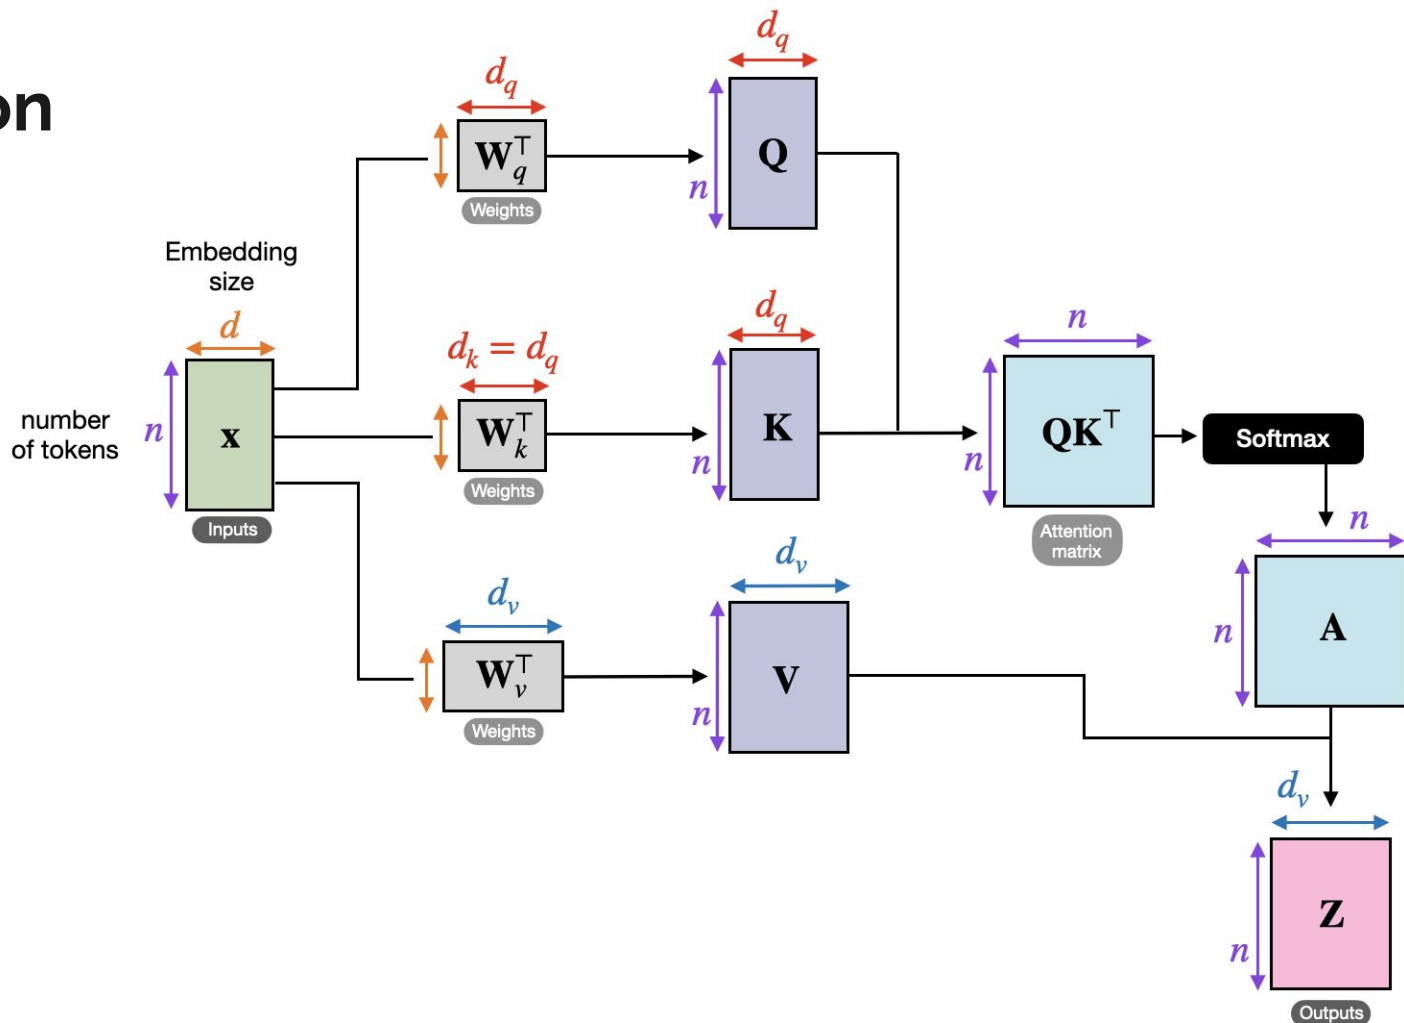 on
Embedding
size
d
number
of tokens
n
x
Inputs
d_q
W_q^⊤
Weights
d_k = d_q
W_k^⊤
Weights
d_v
W_v^⊤
Weights
d_q
n
Q
d_q
n
K
d_v
n
V
n
n
QK^⊤
Attention
matrix
Softmax
n
n
A
d_v
n
Z
Outputs